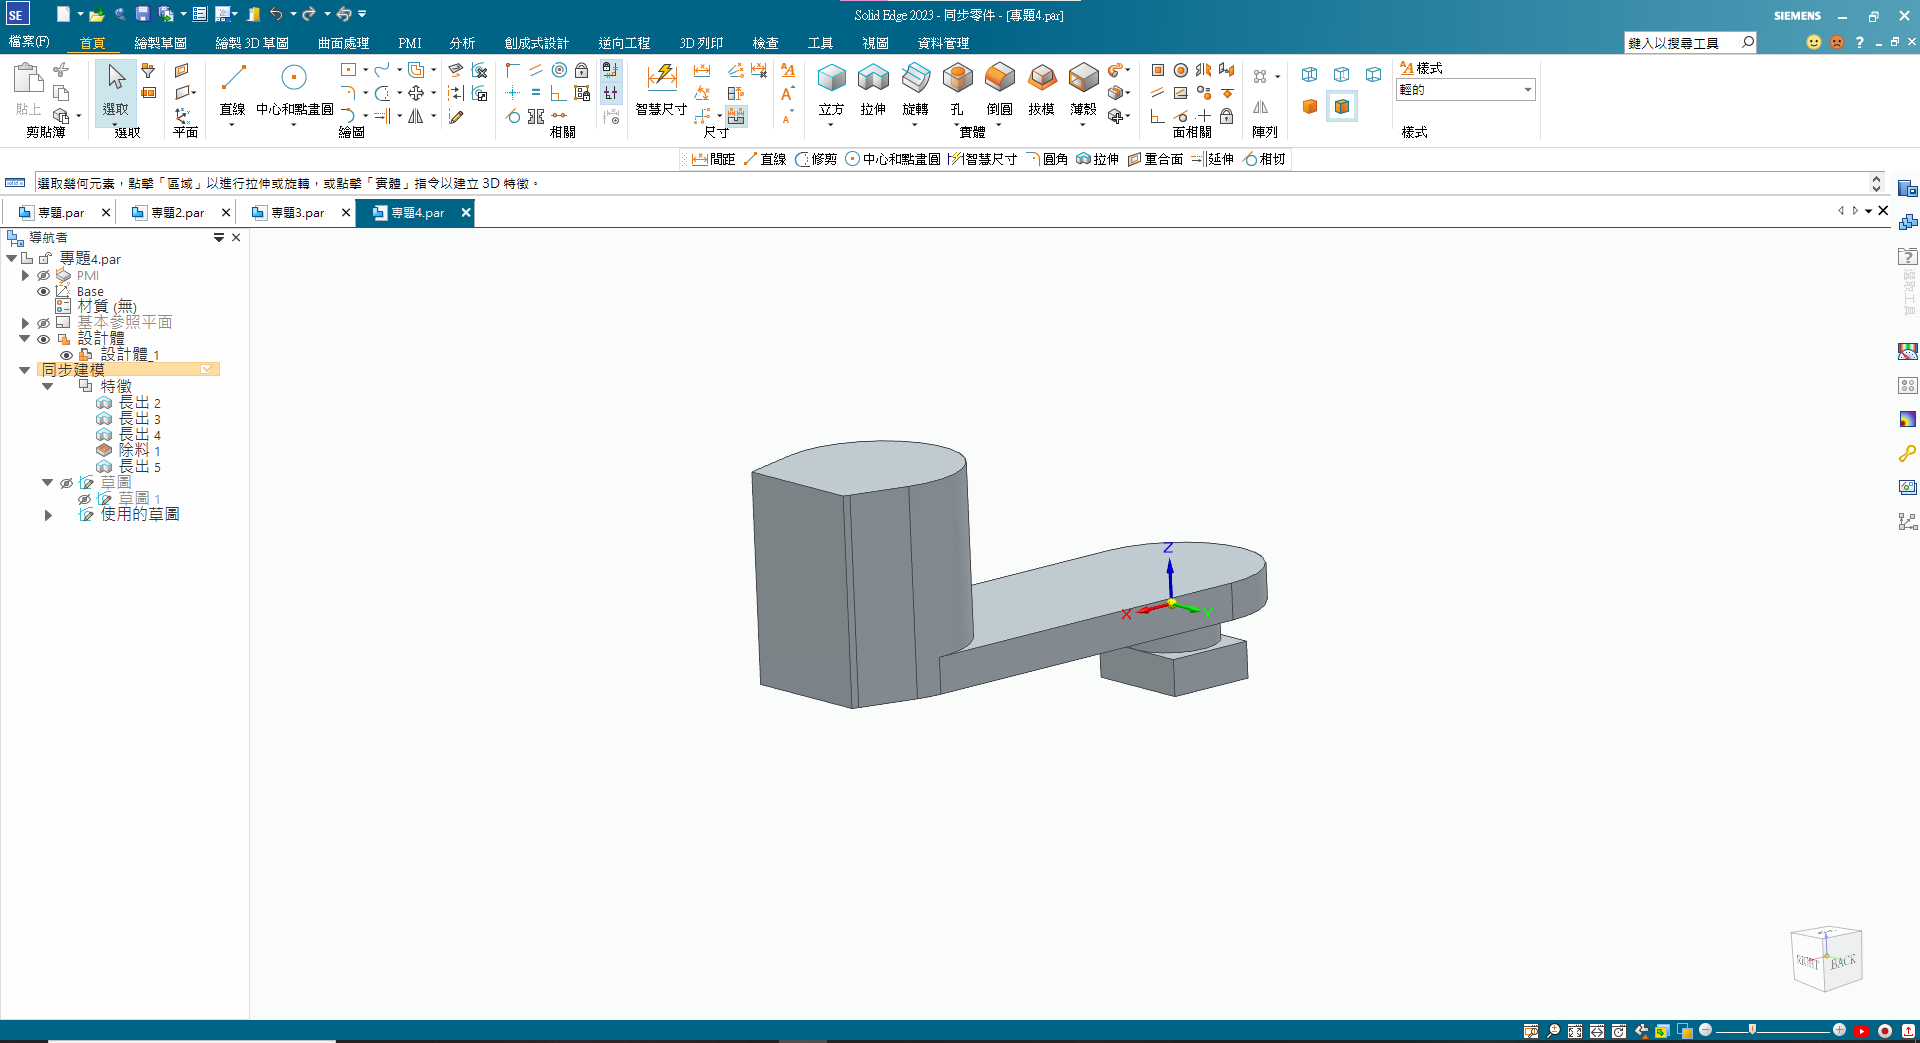 SE
Solid Edge 2023 - 同步零件 - [專題4.par]
SIEMENS
檔案(F) 首頁 繪製草圖 繪製 3D 草圖 曲面處理 PMI 分析 創成式設計 逆向工程 3D 列印 檢查 工具 視圖 資料管理
鍵入以搜尋工具
貼上 選取 直線 中心和點畫圓 智慧尺寸 立方 拉伸 旋轉 孔 倒圓 拔模 薄殼
樣式
輕的
剪貼簿 選取 平面 繪圖 相關 尺寸 實體 面相關 陣列 樣式
間距 直線 修剪 中心和點畫圓 智慧尺寸 圓角 拉伸 重合面 延伸 相切
選取幾何元素，點擊「區域」以進行拉伸或旋轉，或點擊「實體」指令以建立 3D 特徵。
專題.par 專題2.par 專題3.par 專題4.par
導航者
專題4.par
PMI
Base
材質 (無)
基本參照平面
設計體
設計體_1
同步建模
特徵
長出 2
長出 3
長出 4
除料 1
長出 5
草圖
草圖 1
使用的草圖
選取工具
Z
X
Y
RIGHT
BACK